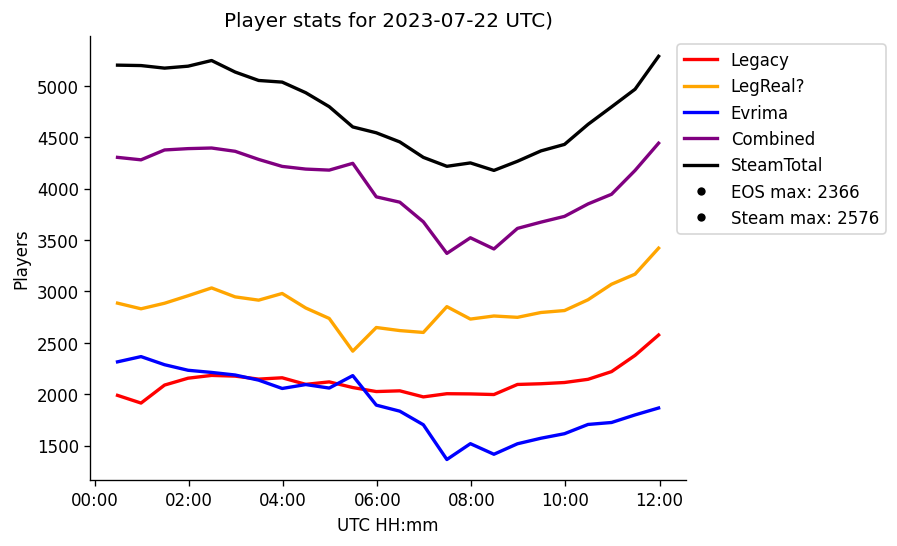 Player stats for 2023-07-22 UTC)
Legacy
LegReal?
Evrima
Combined
SteamTotal
EOS max: 2366
Steam max: 2576
Players
5000
4500
4000
3500
3000
2500
2000
1500
00:00 02:00 04:00 06:00 08:00 10:00 12:00
UTC HH:mm